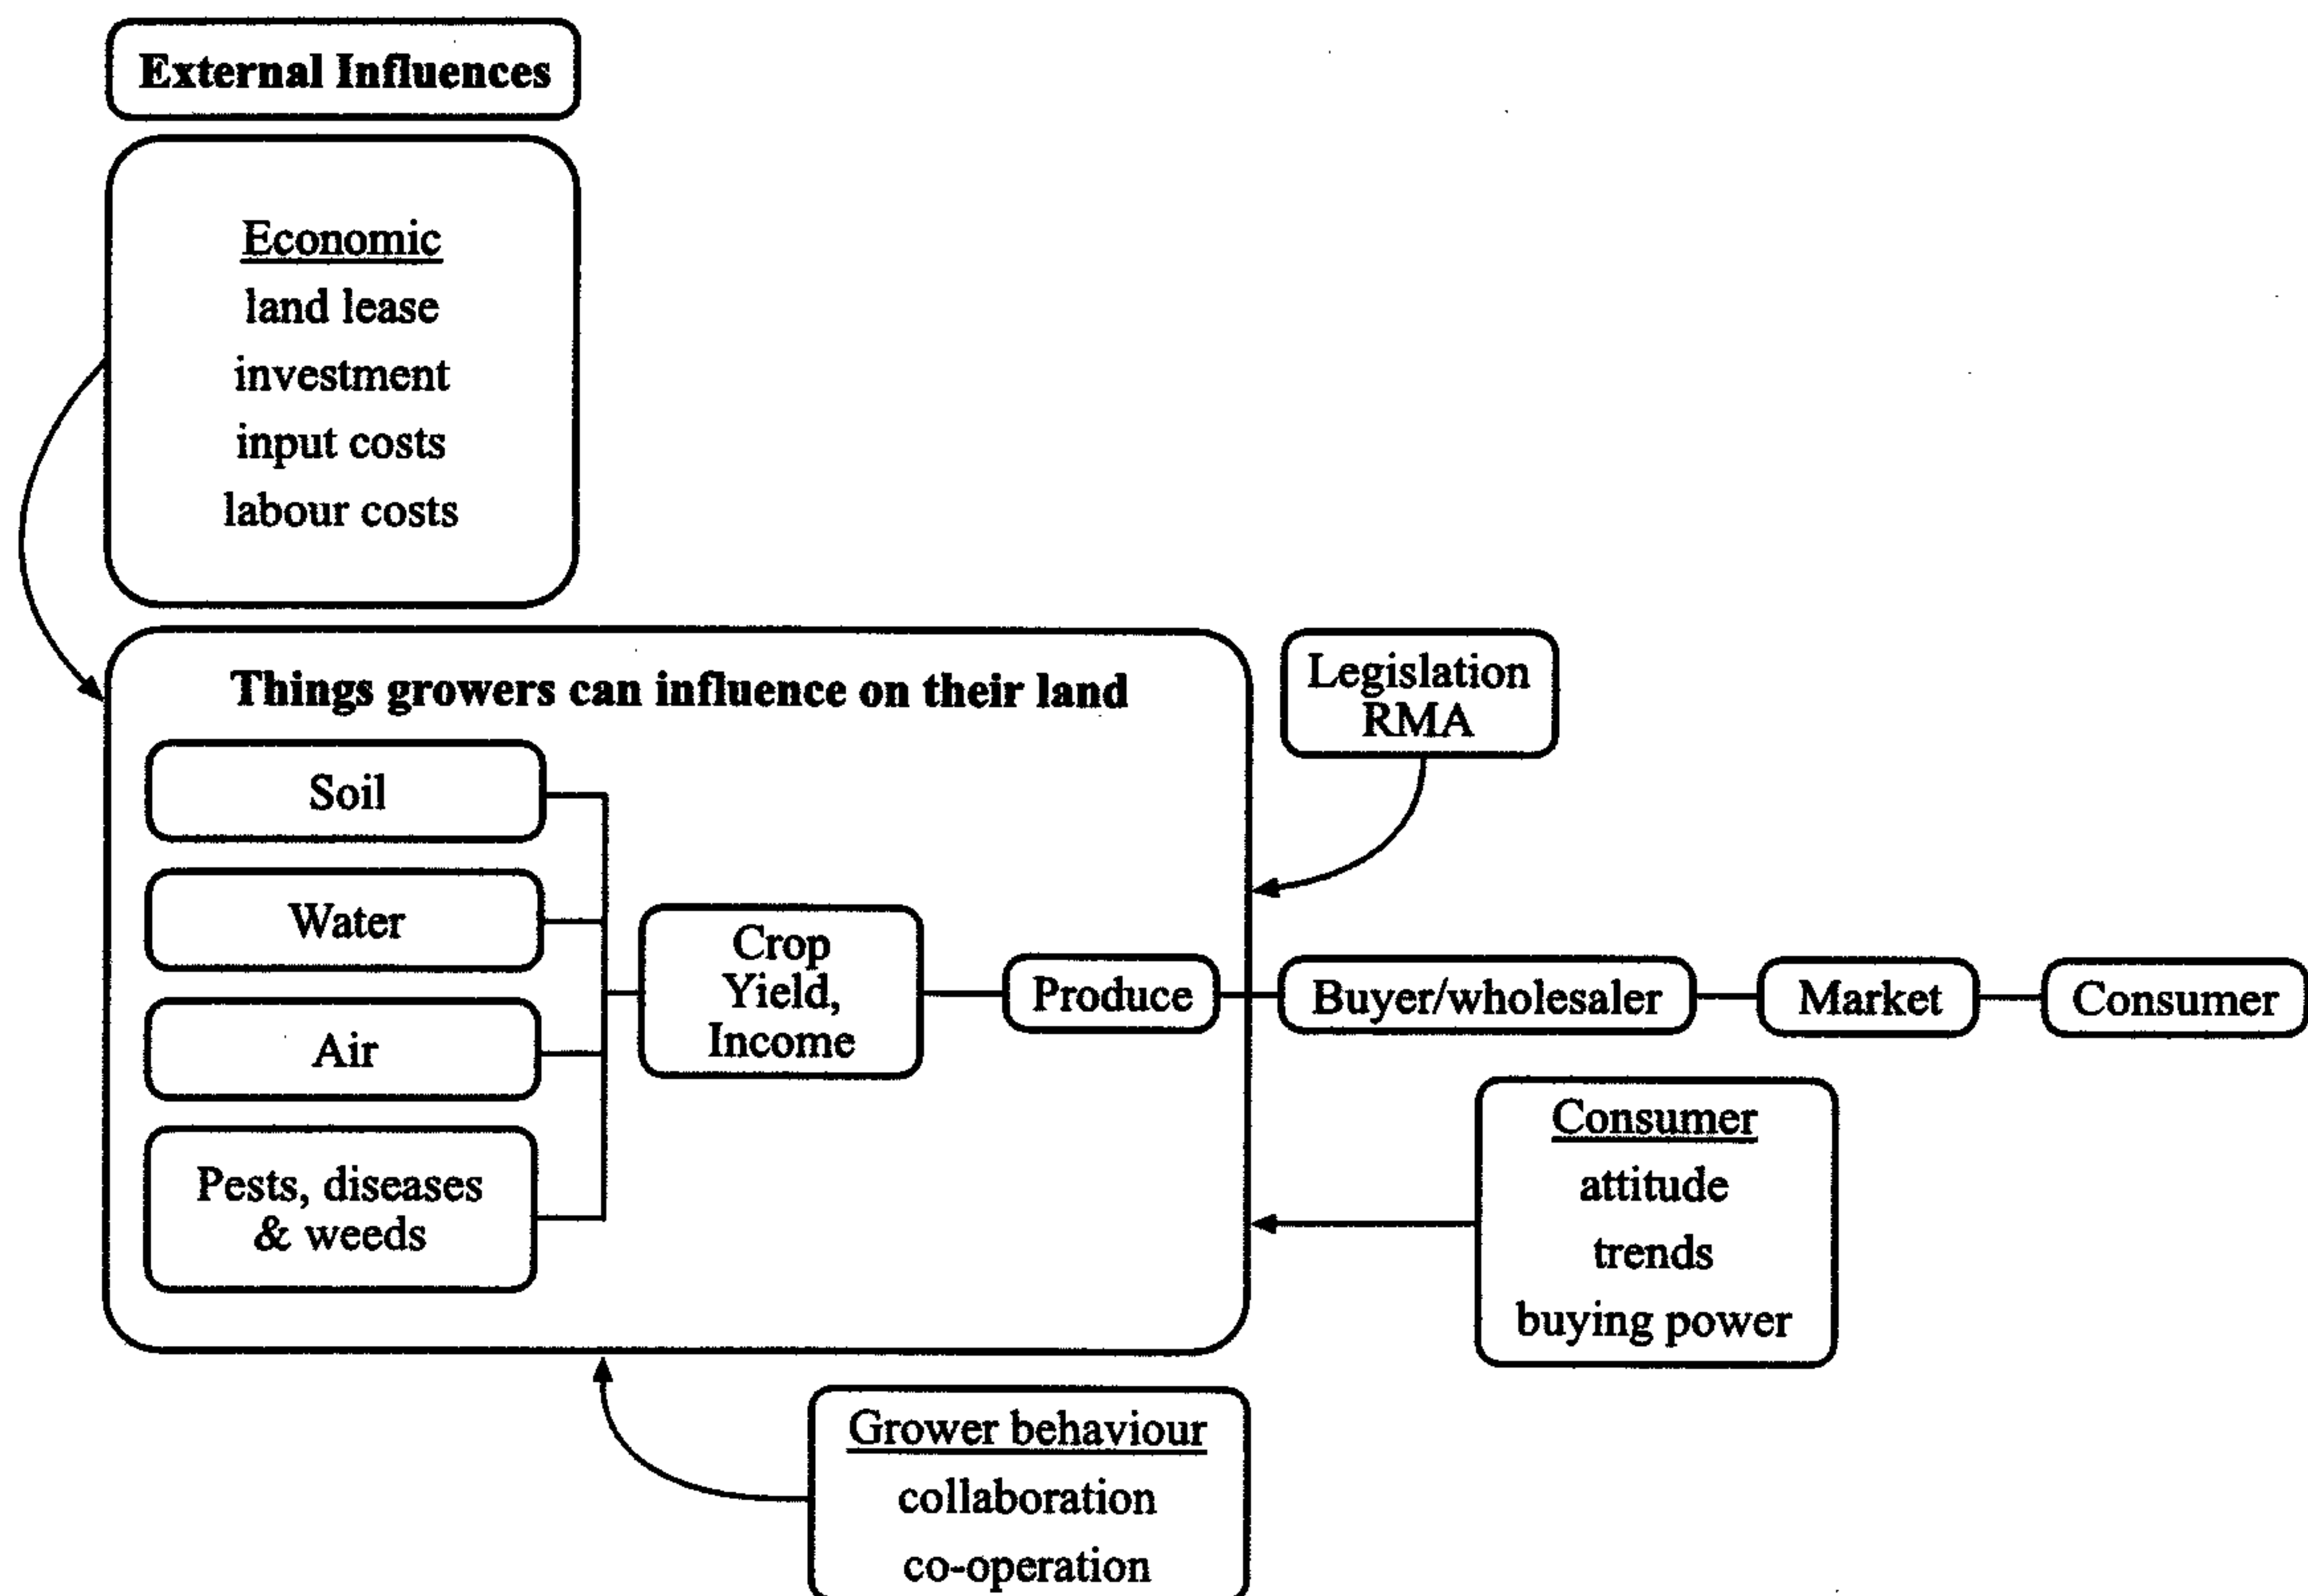 External Influences
Economic
land lease
investment
input costs
labour costs
Things growers can influence on their land
Soil
Water
Air
Pests, diseases
& weeds
Crop
Yield,
Income
Produce
Legislation
RMA
Buyer/wholesaler
Market
Consumer
Consumer
attitude
trends
buying power
Grower behaviour
collaboration
co-operation